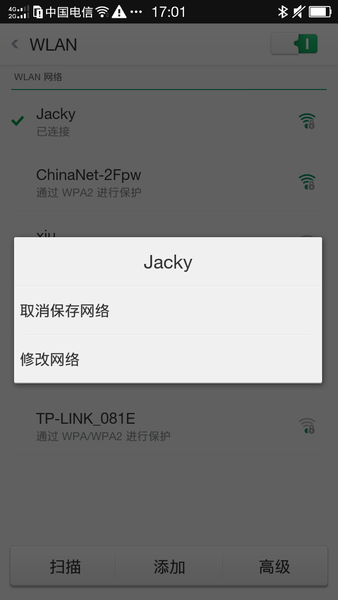 4G 2G 中国电信 17:01
WLAN
WLAN 网络
Jacky
已连接
ChinaNet-2Fpw
通过 WPA2 进行保护
xiu
Jacky
取消保存网络
修改网络
TP-LINK_081E
通过 WPA/WPA2 进行保护
扫描 添加 高级